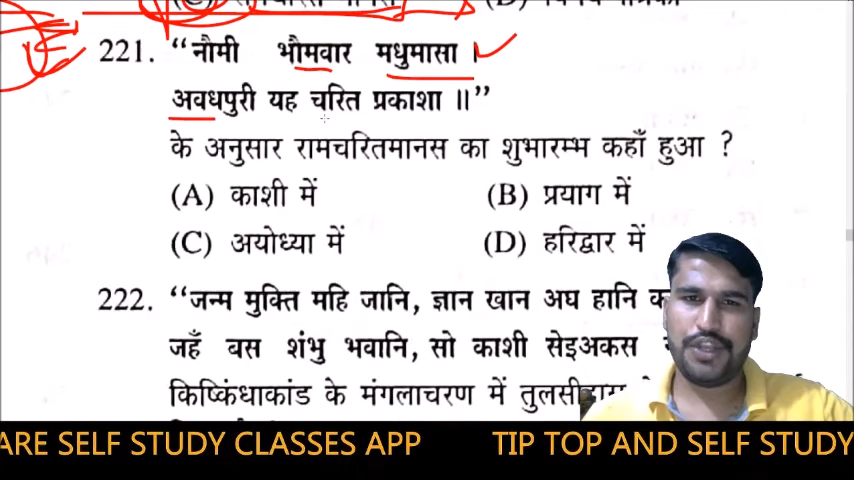 221. “नौमी भौमवार मधुमासा ।
अवधपुरी यह चरित प्रकाशा ॥”
के अनुसार रामचरितमानस का शुभारम्भ कहाँ हुआ ?
(A) काशी में (B) प्रयाग में
(C) अयोध्या में (D) हरिद्वार में
222. “जन्म मुक्ति महि जानि, ज्ञान खान अघ हानि
जहँ बस शंभु भवानि, सो काशी सेइअकस
किष्किंधाकांड के मंगलाचरण में
ARE SELF STUDY CLASSES APP TIP TOP AND SELF STUDY